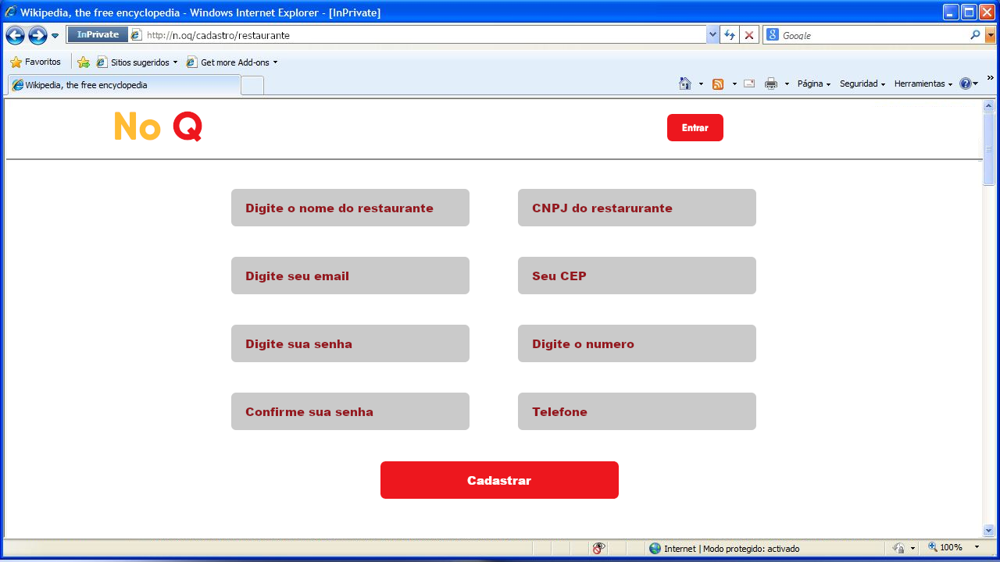 Wikipedia, the free encyclopedia - Windows Internet Explorer - [InPrivate]
InPrivate http://n.oq/cadastro/restaurante Google
Favoritos Sitios sugeridos Get more Add-ons
Wikipedia, the free encyclopedia Página Seguridad Herramientas
No Q Entrar
Digite o nome do restaurante CNPJ do restarurante
Digite seu email Seu CEP
Digite sua senha Digite o numero
Confirme sua senha Telefone
Cadastrar
Internet | Modo protegido: activado 100%